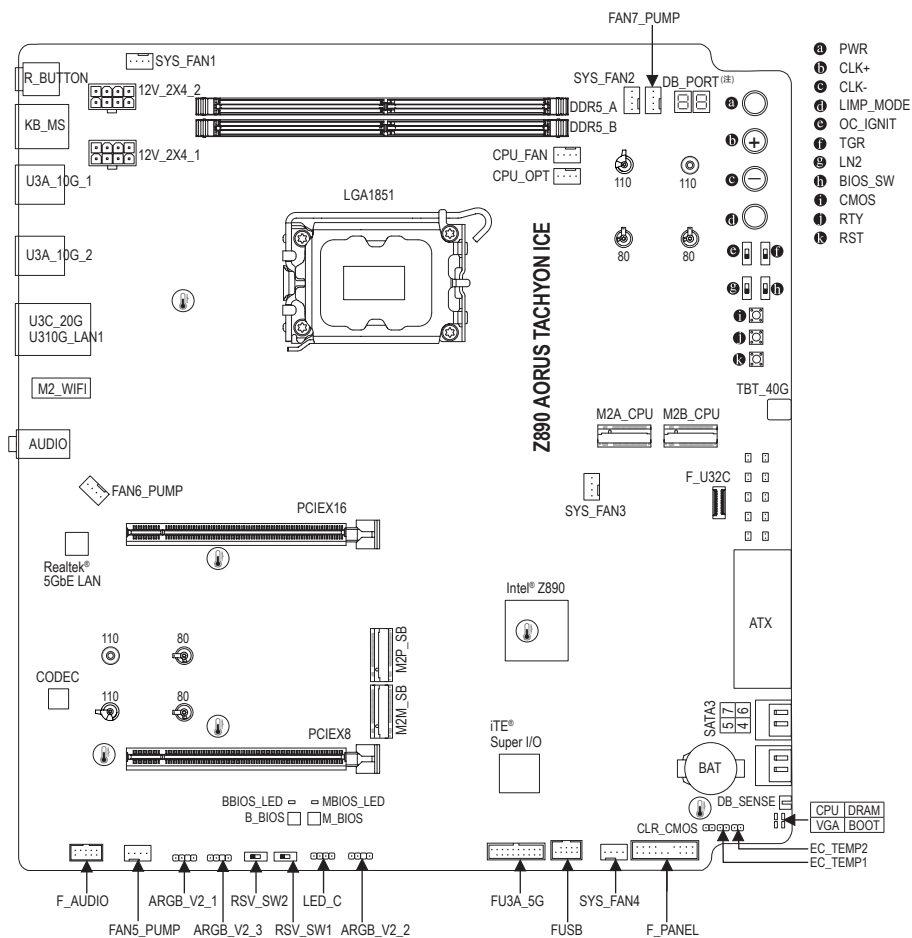 FAN7_PUMP
SYS_FAN1
SYS_FAN2
DB_PORT (注)
R_BUTTON
12V_2X4_2
DDR5_A
DDR5_B
KB_MS
12V_2X4_1
CPU_FAN
CPU_OPT
110
110
U3A_10G_1
LGA1851
U3A_10G_2
80
80
Z890 AORUS TACHYON ICE
U3C_20G
U310G_LAN1
M2_WIFI
AUDIO
a
b
c
d
e
f
g
h
i
j
k
a PWR
b CLK+
c CLK-
d LIMP_MODE
e OC_IGNIT
f TGR
g LN2
h BIOS_SW
i CMOS
j RTY
k RST
TBT_40G
M2A_CPU
M2B_CPU
F_U32C
SYS_FAN3
FAN6_PUMP
PCIEX16
Realtek®
5GbE LAN
Intel® Z890
ATX
110
80
M2P_SB
CODEC
110
80
M2M_SB
SATA3
5 7
4 6
iTE®
Super I/O
PCIEX8
BAT
BBIOS_LED
MBIOS_LED
B_BIOS
M_BIOS
DB_SENSE
CLR_CMOS
CPU DRAM
VGA BOOT
EC_TEMP2
EC_TEMP1
F_AUDIO
ARGB_V2_1
RSV_SW2
LED_C
FU3A_5G
SYS_FAN4
FAN5_PUMP
ARGB_V2_3
RSV_SW1
ARGB_V2_2
FUSB
F_PANEL